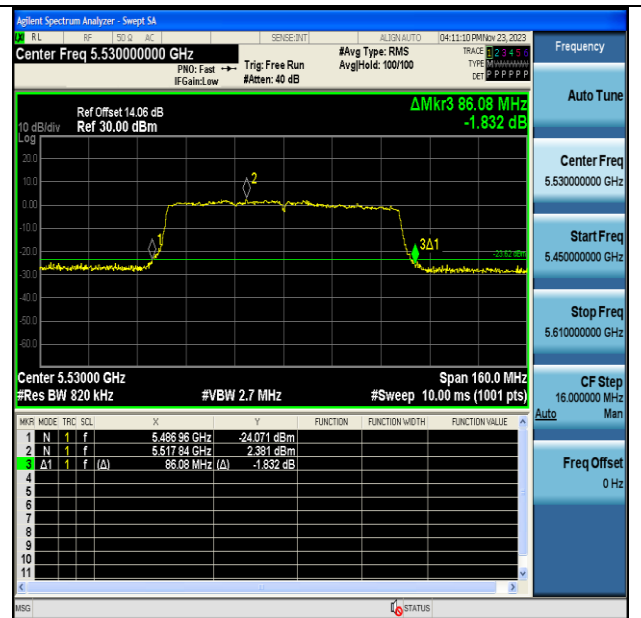 Agilent Spectrum Analyzer - Swept SA
RL RF 50 Ω AC SENSE:INT ALIGN AUTO 04:11:10 PM Nov 23, 2023
Center Freq 5.530000000 GHz
PNO: Fast
IFGain:Low
Trig: Free Run
#Atten: 40 dB
#Avg Type: RMS
Avg|Hold: 100/100
TRACE 1 2 3 4 5 6
TYPE M WWWWW
DET P P P P P P
Frequency
Auto Tune
Center Freq
5.530000000 GHz
Start Freq
5.450000000 GHz
Stop Freq
5.610000000 GHz
CF Step
16.000000 MHz
Auto Man
Freq Offset
0 Hz
ΔMkr3 86.08 MHz
-1.832 dB
Ref Offset 14.06 dB
10 dB/div Ref 30.00 dBm
Log
20.0
10.0
0.00
-10.0
-20.0
-30.0
-40.0
-50.0
-60.0
1
2
3Δ1
-23.62 dBm
Center 5.53000 GHz Span 160.0 MHz
#Res BW 820 kHz #VBW 2.7 MHz #Sweep 10.00 ms (1001 pts)
MKR MODE TRC SCL X Y FUNCTION FUNCTION WIDTH FUNCTION VALUE
1 N 1 f 5.486 96 GHz -24.071 dBm
2 N 1 f 5.517 84 GHz 2.381 dBm
3 Δ1 1 f (Δ) 86.08 MHz (Δ) -1.832 dB
4
5
6
7
8
9
10
11
MSG STATUS